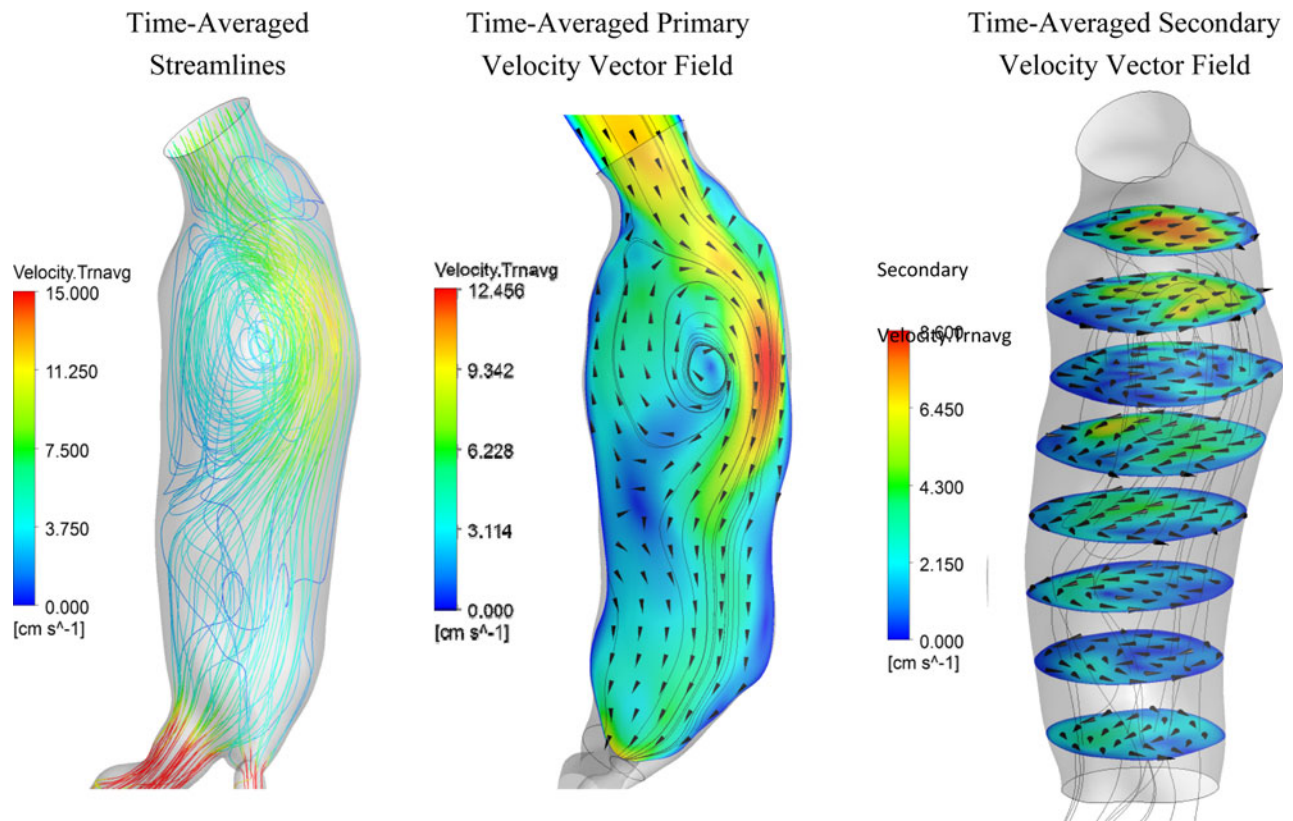 Time-Averaged
Streamlines
Time-Averaged Primary
Velocity Vector Field
Time-Averaged Secondary
Velocity Vector Field
Velocity.Trnavg
15.000
11.250
7.500
3.750
0.000
[cm s^-1]
Velocity.Trnavg
12.456
9.342
6.228
3.114
0.000
[cm s^-1]
Secondary
Velocity.Trnavg
8.600
6.450
4.300
2.150
0.000
[cm s^-1]